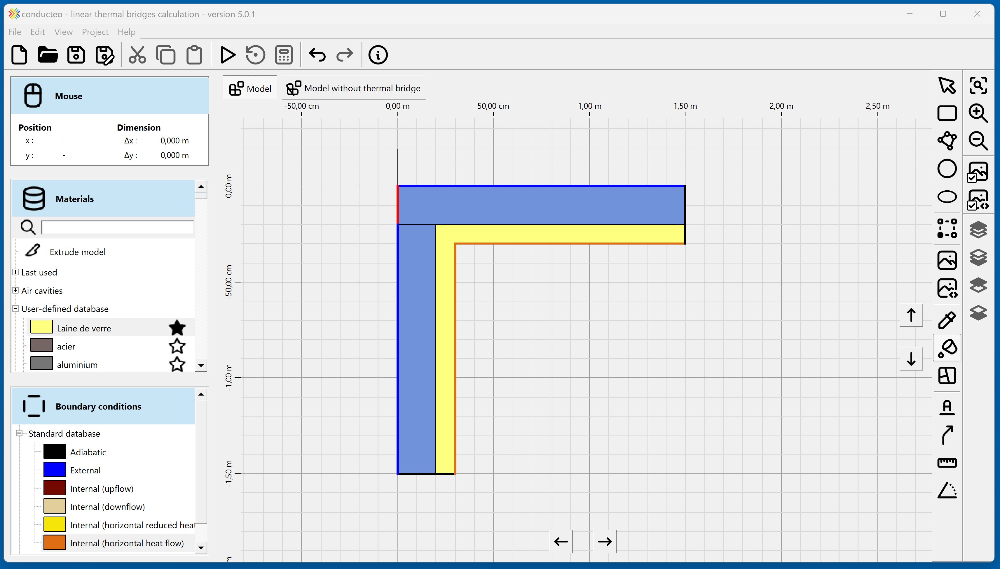 conducteo - linear thermal bridges calculation - version 5.0.1
File Edit View Project Help
Mouse
Position Dimension
x : - Δx : 0,000 m
y : - Δy : 0,000 m
Materials
Extrude model
Last used
Air cavities
User-defined database
Laine de verre
acier
aluminium
Boundary conditions
Standard database
Adiabatic
External
Internal (upflow)
Internal (downflow)
Internal (horizontal reduced heat
Internal (horizontal heat flow)
Model Model without thermal bridge
-50,00 cm 0,00 m 50,00 cm 1,00 m 1,50 m 2,00 m 2,50 m
0,00 m
-50,00 cm
-1,00 m
-1,50 m
m
A